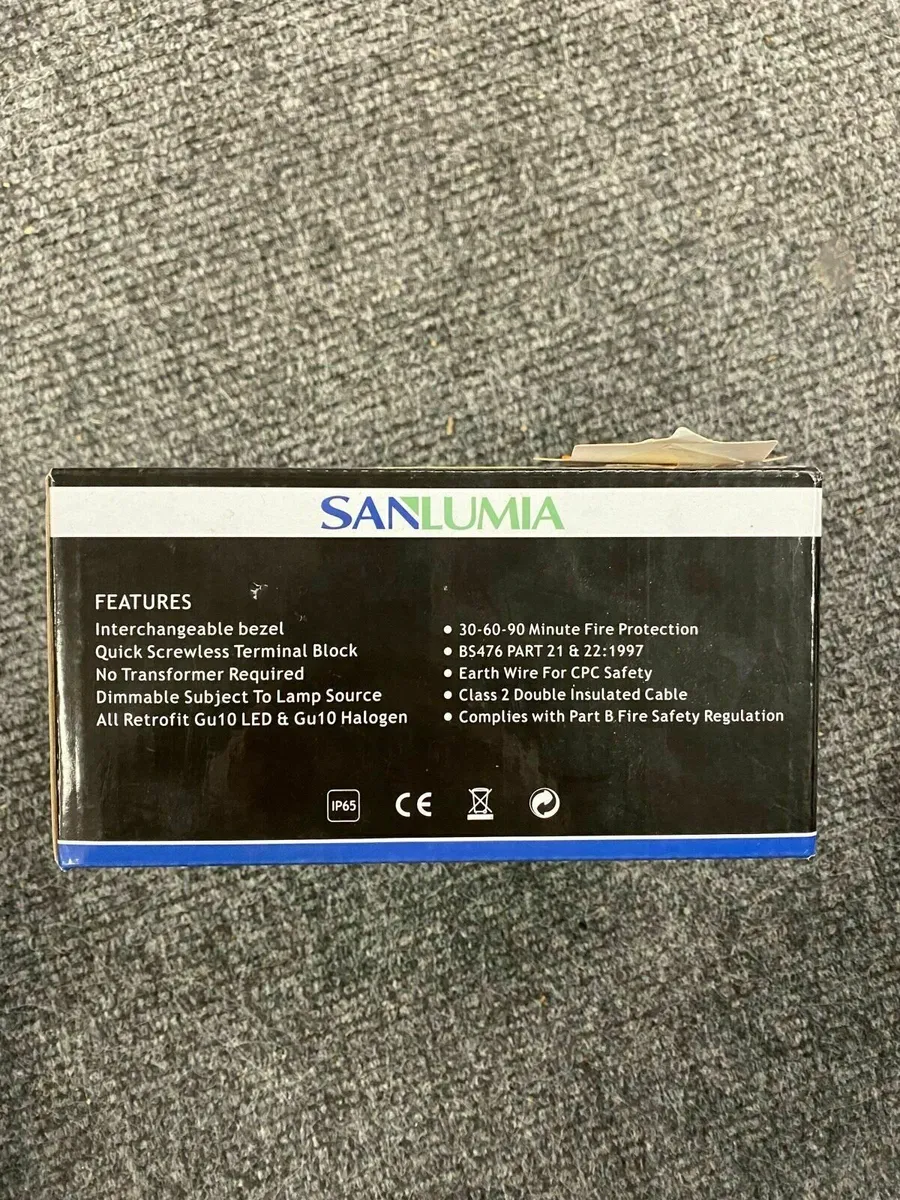 SANLUMIA
FEATURES
Interchangeable bezel
Quick Screwless Terminal Block
No Transformer Required
Dimmable Subject To Lamp Source
All Retrofit Gu10 LED & Gu10 Halogen
● 30-60-90 Minute Fire Protection
● BS476 PART 21 & 22:1997
● Earth Wire For CPC Safety
● Class 2 Double Insulated Cable
● Complies with Part B Fire Safety Regulation
IP65
CE